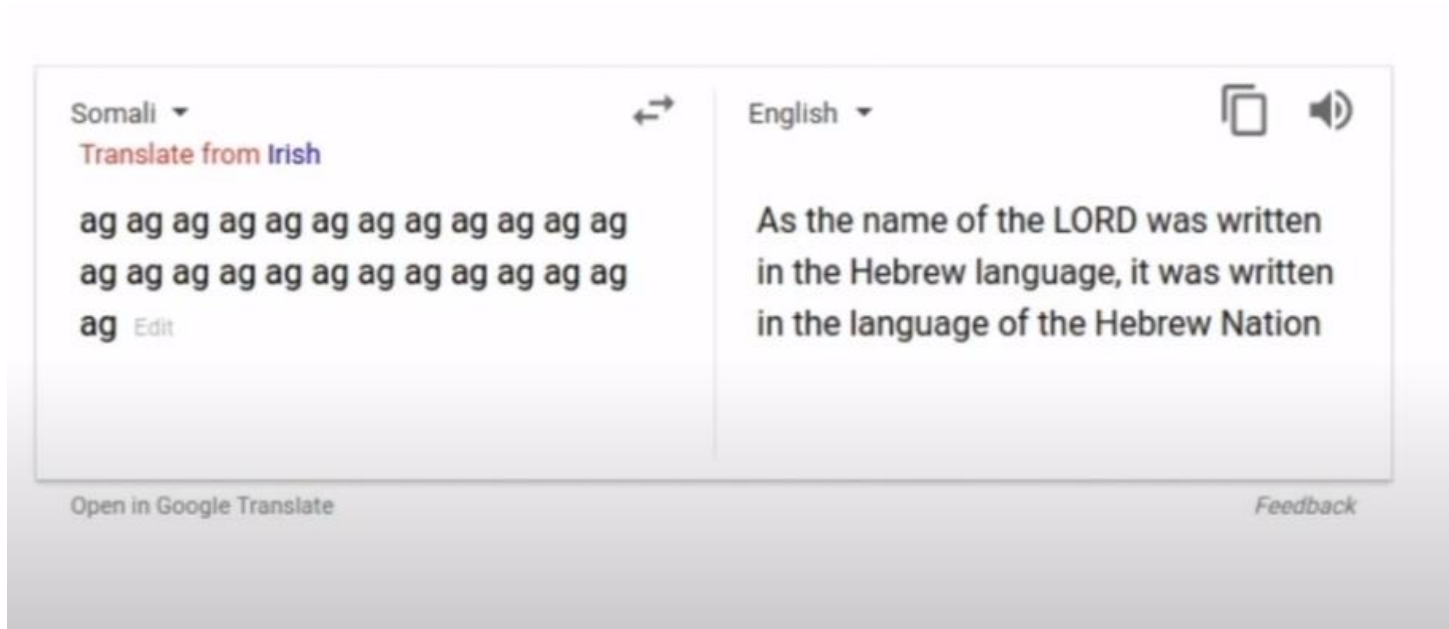 Somali
English
Translate from Irish
ag ag ag ag ag ag ag ag ag ag ag ag
ag ag ag ag ag ag ag ag ag ag ag ag
ag Edit
As the name of the LORD was written
in the Hebrew language, it was written
in the language of the Hebrew Nation
Open in Google Translate
Feedback